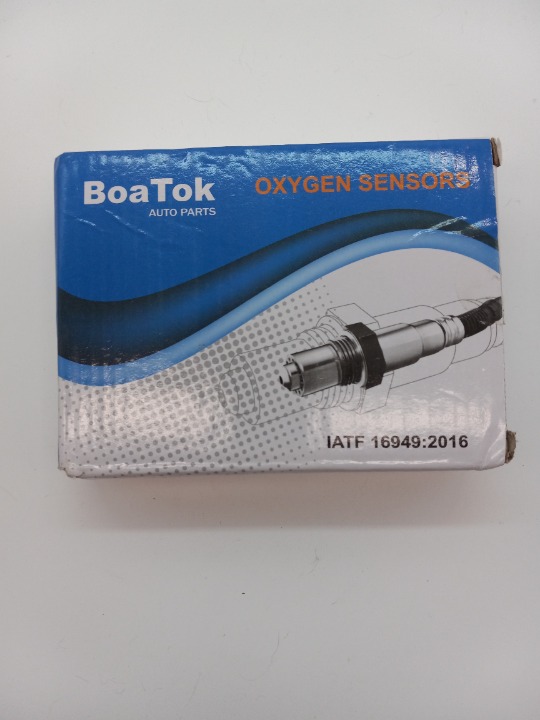 BoaTok
AUTO PARTS
OXYGEN SENSORS
IATF 16949:2016